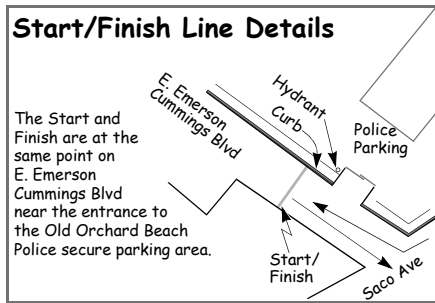 Start/Finish Line Details
E. Emerson
Cummings Blvd
Hydrant
Curb
Police
Parking
The Start and
Finish are at the
same point on
E. Emerson
Cummings Blvd
near the entrance to
the Old Orchard Beach
Police secure parking area.
Start/
Finish
Saco Ave